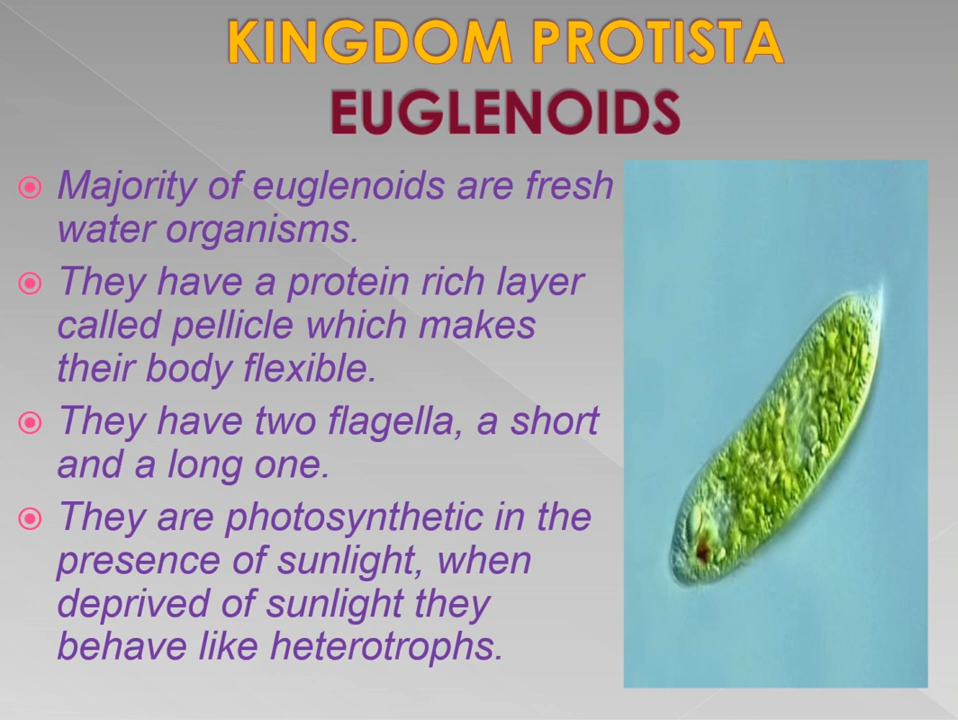 KINGDOM PROTISTA
EUGLENOIDS
Majority of euglenoids are fresh
water organisms.
They have a protein rich layer
called pellicle which makes
their body flexible.
They have two flagella, a short
and a long one.
They are photosynthetic in the
presence of sunlight, when
deprived of sunlight they
behave like heterotrophs.